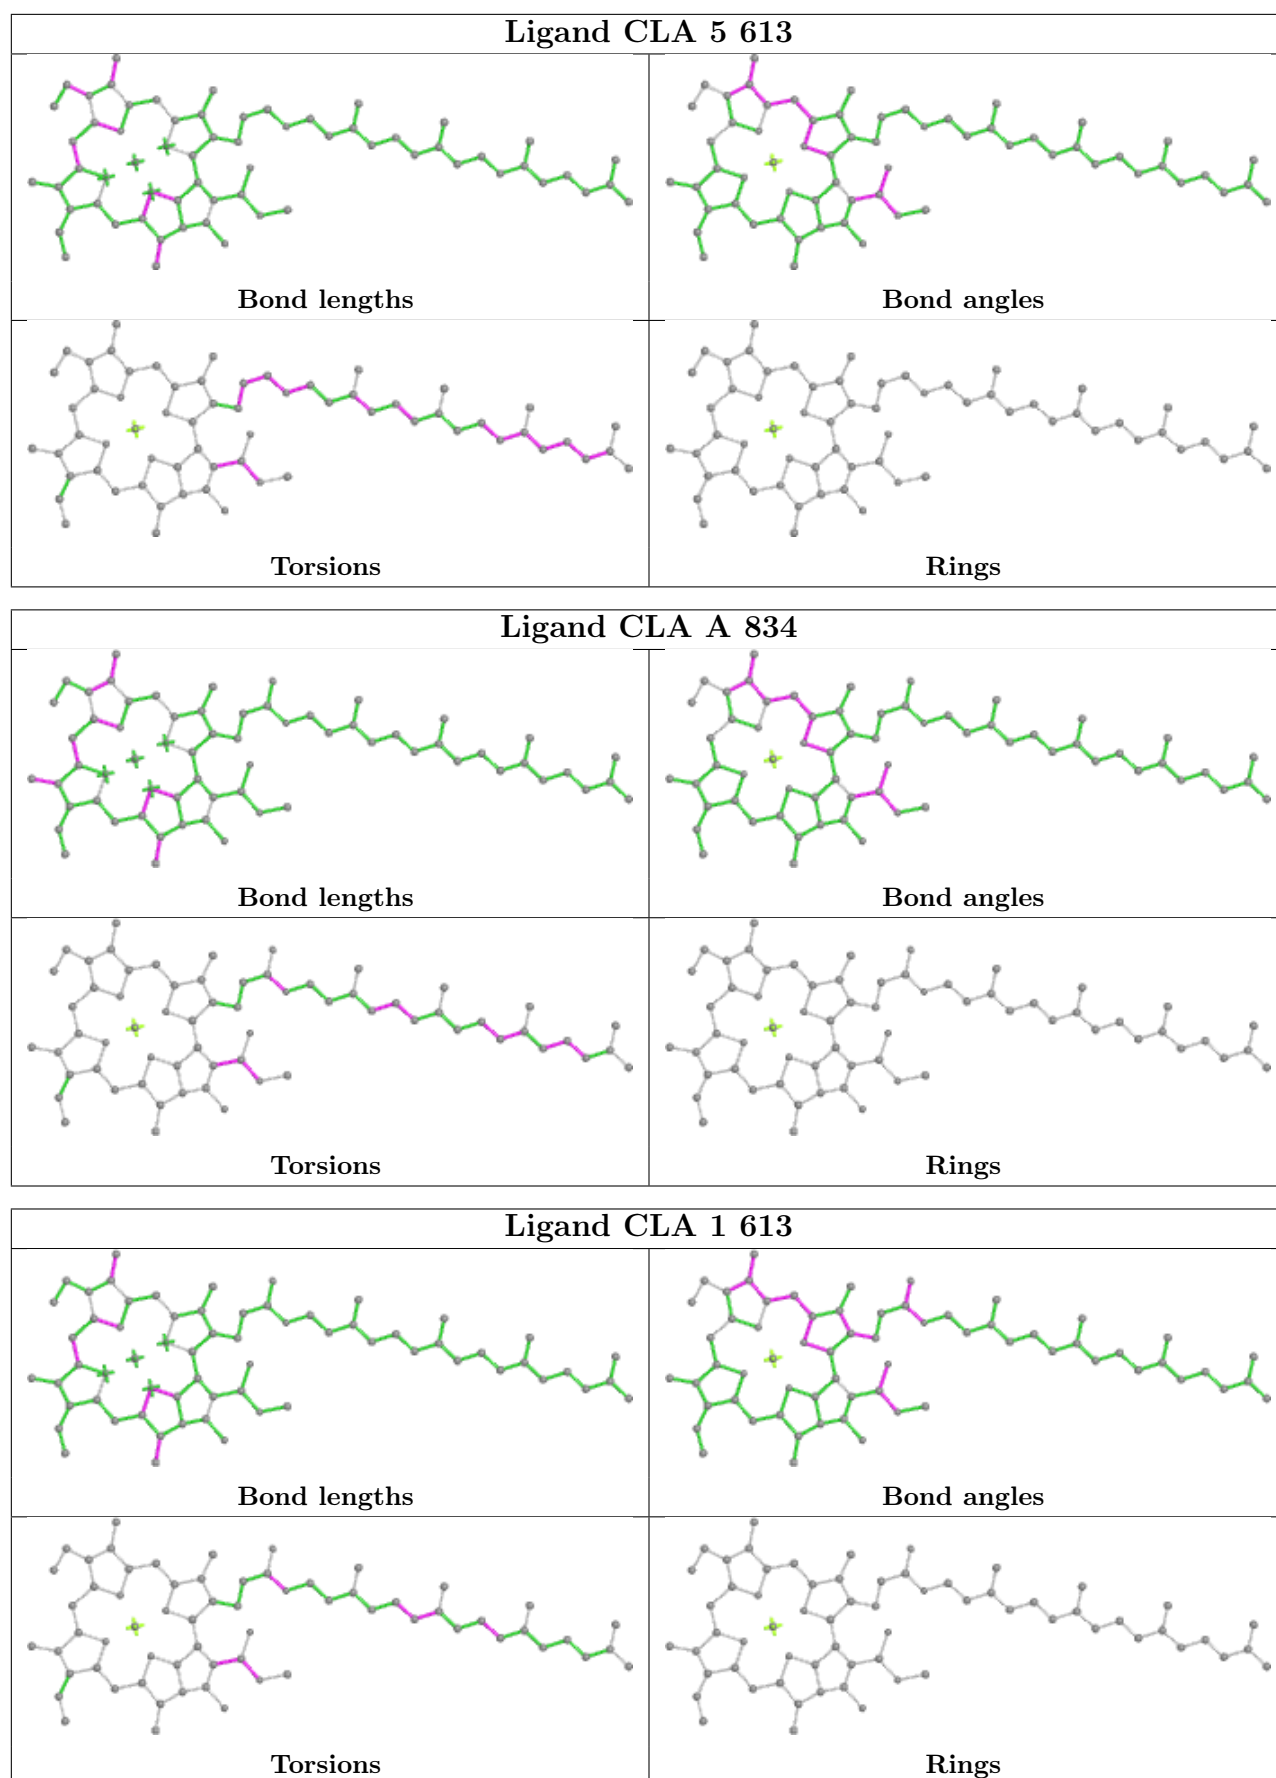 Ligand CLA 5 613
Bond lengths
Bond angles
Torsions
Rings
Ligand CLA A 834
Bond lengths
Bond angles
Torsions
Rings
Ligand CLA 1 613
Bond lengths
Bond angles
Torsions
Rings